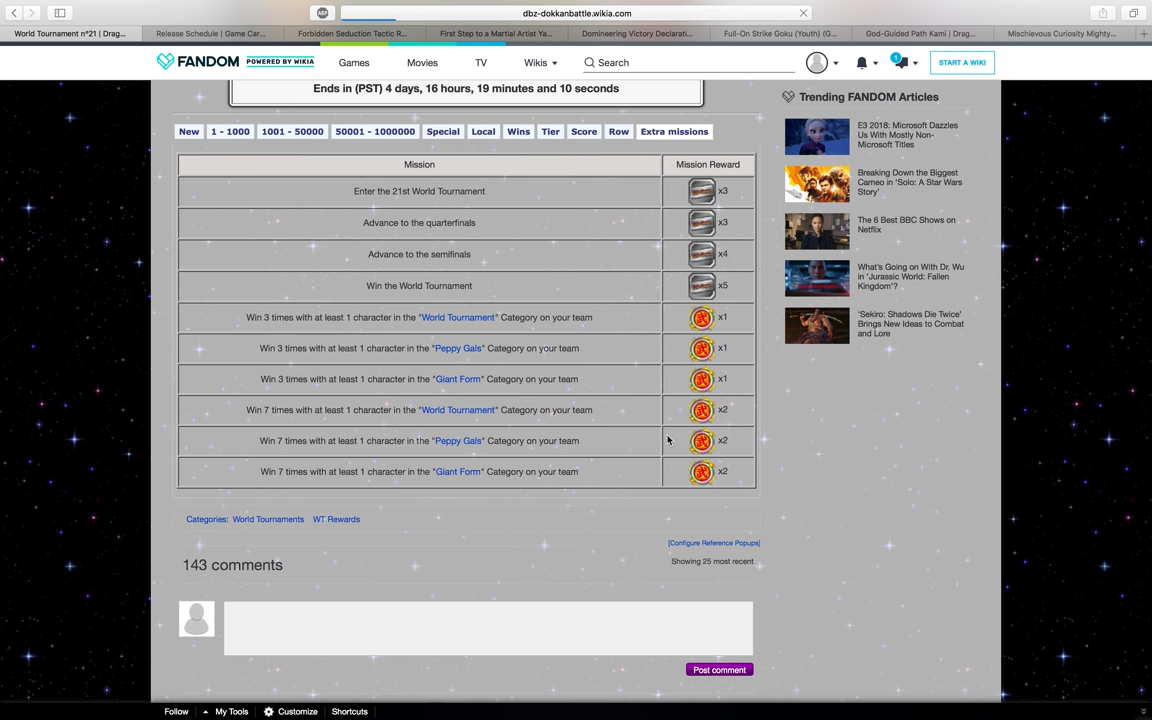 dbz-dokkanbattle.wikia.com
World Tournament n°21 | Drag...
Release Schedule | Game Car...
Forbidden Seduction Tactic R...
First Step to a Martial Artist Ya...
Domineering Victory Declarati...
Full-On Strike Goku (Youth) (G...
God-Guided Path Kami | Drag...
Mischievous Curiosity Mighty...
ABP
FANDOM
POWERED BY WIKIA
Games
Movies
TV
Wikis
Search
1
START A WIKI
Ends in (PST) 4 days, 16 hours, 19 minutes and 10 seconds
New
1 - 1000
1001 - 50000
50001 - 1000000
Special
Local
Wins
Tier
Score
Row
Extra missions
Mission Mission Reward
Enter the 21st World Tournament x3
Advance to the quarterfinals x3
Advance to the semifinals x4
Win the World Tournament x5
Win 3 times with at least 1 character in the "World Tournament" Category on your team 武 x1
Win 3 times with at least 1 character in the "Peppy Gals" Category on your team 武 x1
Win 3 times with at least 1 character in the "Giant Form" Category on your team 武 x1
Win 7 times with at least 1 character in the "World Tournament" Category on your team 武 x2
Win 7 times with at least 1 character in the "Peppy Gals" Category on your team 武 x2
Win 7 times with at least 1 character in the "Giant Form" Category on your team 武 x2
Categories: World Tournaments WT Rewards
[Configure Reference Popups]
143 comments
Showing 25 most recent
Post comment
Trending FANDOM Articles
E3 2018: Microsoft Dazzles
Us With Mostly Non-
Microsoft Titles
Breaking Down the Biggest
Cameo in 'Solo: A Star Wars
Story'
The 6 Best BBC Shows on
Netflix
What's Going on With Dr. Wu
in 'Jurassic World: Fallen
Kingdom'?
'Sekiro: Shadows Die Twice'
Brings New Ideas to Combat
and Lore
Follow
My Tools
Customize
Shortcuts